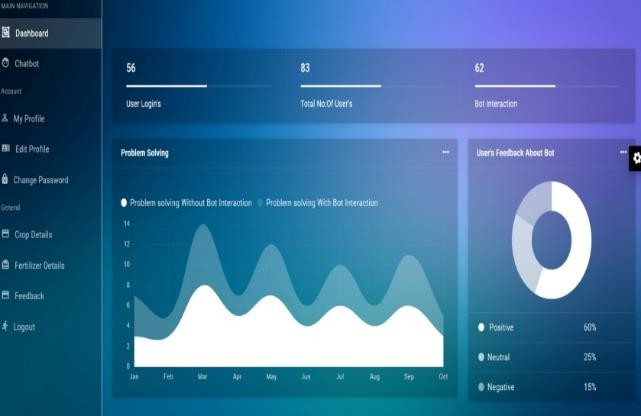 MAIN NAVIGATION
Dashboard
Chatbot
Account
My Profile
Edit Profile
Change Password
General
Crop Details
Fertilizer Details
Feedback
Logout
56
User Login's
83
Total No:Of User's
62
Bot Interaction
Problem Solving
Problem solving Without Bot Interaction Problem solving With Bot Interaction
14
12
10
8
6
4
2
0
Jan Feb Mar Apr May Jun Jul Aug Sep Oct
User's Feedback About Bot
Positive 60%
Neutral 25%
Negative 15%